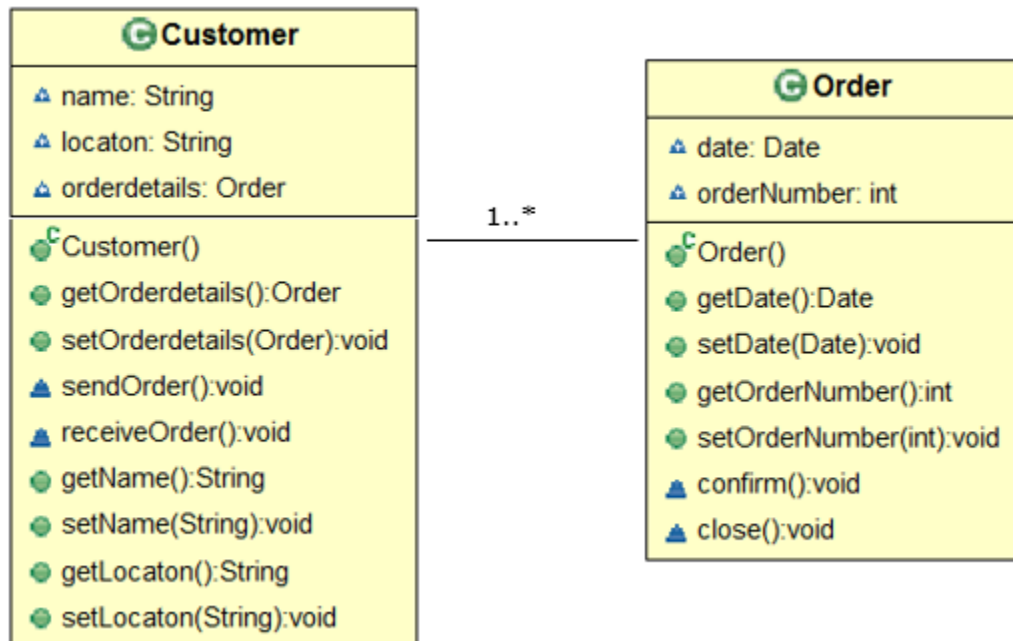 C Customer
name: String
locaton: String
orderdetails: Order
C Customer()
getOrderdetails():Order
setOrderdetails(Order):void
sendOrder():void
receiveOrder():void
getName():String
setName(String):void
getLocaton():String
setLocaton(String):void
1..*
C Order
date: Date
orderNumber: int
C Order()
getDate():Date
setDate(Date):void
getOrderNumber():int
setOrderNumber(int):void
confirm():void
close():void